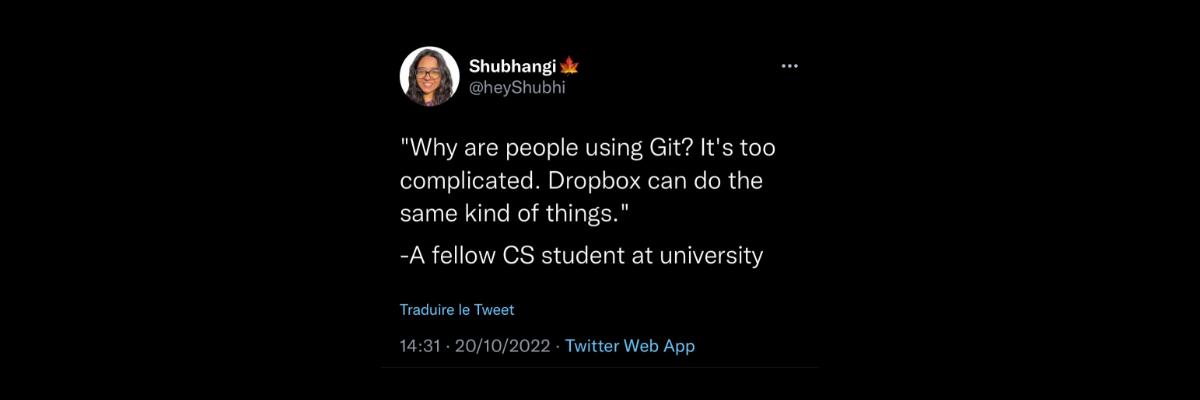 Shubhangi🍁
@heyShubhi
"Why are people using Git? It's too
complicated. Dropbox can do the
same kind of things."
-A fellow CS student at university
Traduire le Tweet
14:31 · 20/10/2022 · Twitter Web App